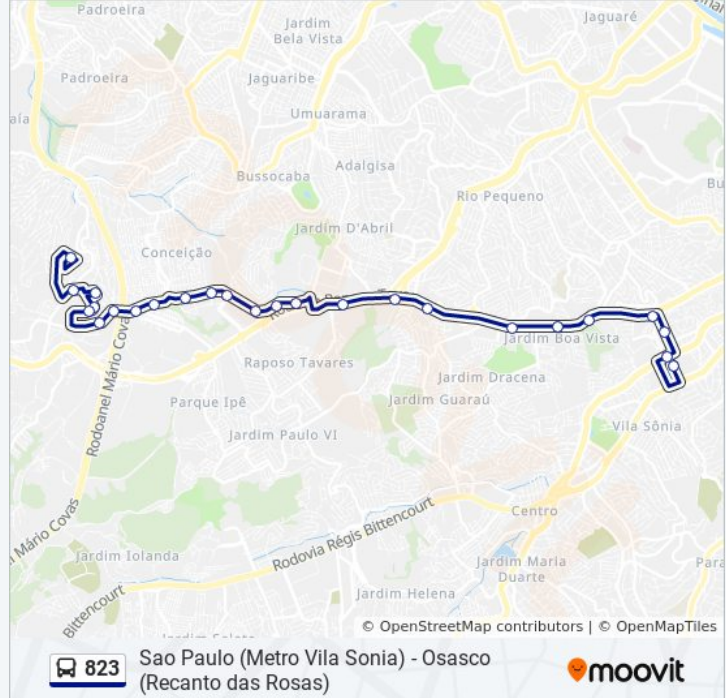 Padroeira
Jaguaré
Jardim
Bela Vista
Padroeira
Jaguaribe
Umuarama
Adalgisa
Bussocaba
Rio Pequeno
Jardim D'Abril
Conceição
Jardim Boa Vista
Raposo Tavares
Jardim Dracena
Parque Ipê
Jardim Guaraú
Rodoanel Mário Covas
Vila Sônia
Jardim Paulo VI
Centro
Mário Covas
Rodovia Régis Bittencourt
Jardim Iolanda
Jardim Maria
Duarte
Bittencourt
Jardim Helena
© OpenStreetMap contributors | © OpenMapTiles
823
Sao Paulo (Metro Vila Sonia) - Osasco
(Recanto das Rosas)
moovit